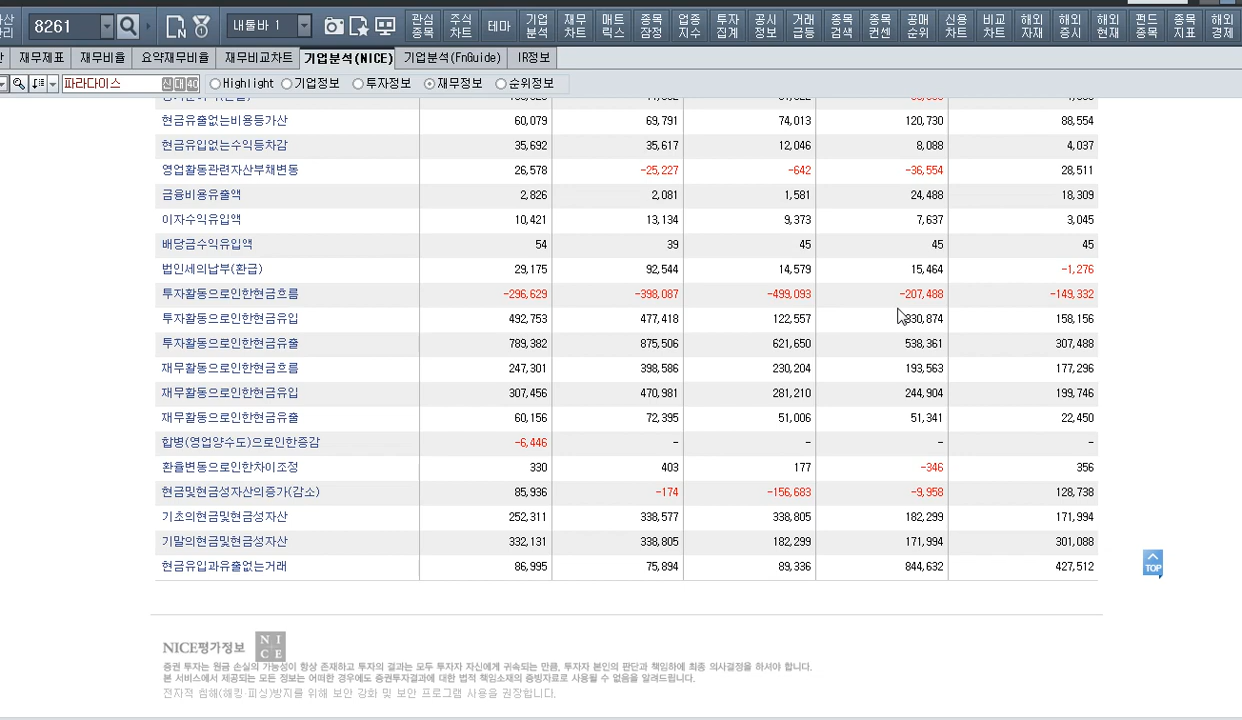 8261 내툴바 1 관심종목 주식차트 테마 기업분석 재무차트 매트릭스 종목잠정 업종지수 투자집계 공시정보 거래급등 종목검색 종목컨센 공매순위 신용차트 비교차트 해외자재 해외증시 해외현재 펀드종목 종목지표 해외경제
재무제표 재무비율 요약재무비율 재무비교차트 기업분석(NICE) 기업분석(FnGuide) IR정보
파라다이스 신 대 40 Highlight 기업정보 투자정보 재무정보 순위정보
현금유출없는비용등가산 60,079 69,791 74,013 120,730 88,554
현금유입없는수익등차감 35,692 35,617 12,046 8,088 4,037
영업활동관련자산부채변동 26,578 -25,227 -642 -36,554 28,511
금융비용유출액 2,826 2,081 1,581 24,488 18,309
이자수익유입액 10,421 13,134 9,373 7,637 3,045
배당금수익유입액 54 39 45 45 45
법인세의납부(환급) 29,175 92,544 14,579 15,464 -1,276
투자활동으로인한현금흐름 -296,629 -398,087 -499,093 -207,488 -149,332
투자활동으로인한현금유입 492,753 477,418 122,557 330,874 158,156
투자활동으로인한현금유출 789,382 875,506 621,650 538,361 307,488
재무활동으로인한현금흐름 247,301 398,586 230,204 193,563 177,296
재무활동으로인한현금유입 307,456 470,981 281,210 244,904 199,746
재무활동으로인한현금유출 60,156 72,395 51,006 51,341 22,450
합병(영업양수도)으로인한증감 -6,446 - - - -
환율변동으로인한차이조정 330 403 177 -346 356
현금및현금성자산의증가(감소) 85,936 -174 -156,683 -9,958 128,738
기초의현금및현금성자산 252,311 338,577 338,805 182,299 171,994
기말의현금및현금성자산 332,131 338,805 182,299 171,994 301,088
현금유입과유출없는거래 86,995 75,894 89,336 844,632 427,512
TOP
NICE평가정보 NICE
증권 투자는 원금 손실의 가능성이 항상 존재하고 투자의 결과는 모두 투자자 자신에게 귀속되는 만큼, 투자자 본인의 판단과 책임하에 최종 의사결정을 하셔야 합니다.
본 서비스에서 제공되는 모든 정보는 어떠한 경우에도 증권투자결과에 대한 법적 책임소재의 증빙자료로 사용될 수 없음을 알려드립니다.
전자적 침해(해킹·피싱)방지를 위해 보안 강화 및 보안 프로그램 사용을 권장합니다.